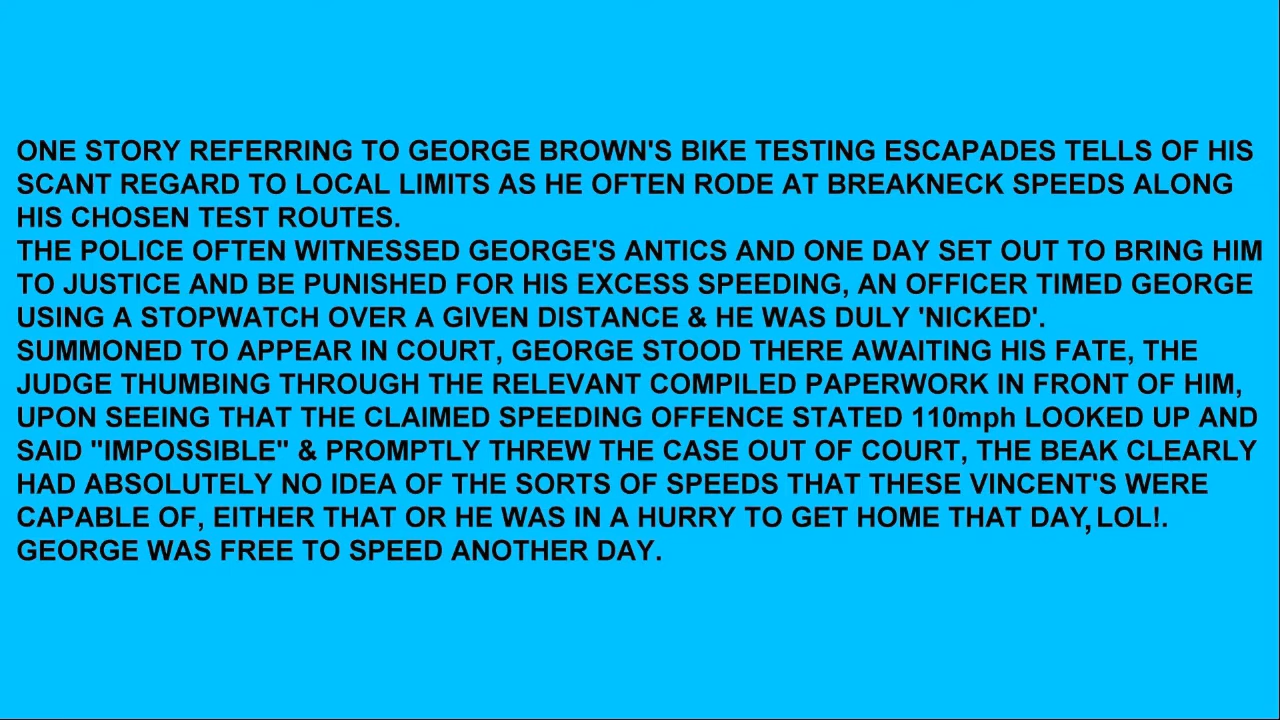 ONE STORY REFERRING TO GEORGE BROWN'S BIKE TESTING ESCAPADES TELLS OF HIS
SCANT REGARD TO LOCAL LIMITS AS HE OFTEN RODE AT BREAKNECK SPEEDS ALONG
HIS CHOSEN TEST ROUTES.
THE POLICE OFTEN WITNESSED GEORGE'S ANTICS AND ONE DAY SET OUT TO BRING HIM
TO JUSTICE AND BE PUNISHED FOR HIS EXCESS SPEEDING, AN OFFICER TIMED GEORGE
USING A STOPWATCH OVER A GIVEN DISTANCE & HE WAS DULY 'NICKED'.
SUMMONED TO APPEAR IN COURT, GEORGE STOOD THERE AWAITING HIS FATE, THE
JUDGE THUMBING THROUGH THE RELEVANT COMPILED PAPERWORK IN FRONT OF HIM,
UPON SEEING THAT THE CLAIMED SPEEDING OFFENCE STATED 110mph LOOKED UP AND
SAID "IMPOSSIBLE" & PROMPTLY THREW THE CASE OUT OF COURT, THE BEAK CLEARLY
HAD ABSOLUTELY NO IDEA OF THE SORTS OF SPEEDS THAT THESE VINCENT'S WERE
CAPABLE OF, EITHER THAT OR HE WAS IN A HURRY TO GET HOME THAT DAY, LOL!.
GEORGE WAS FREE TO SPEED ANOTHER DAY.